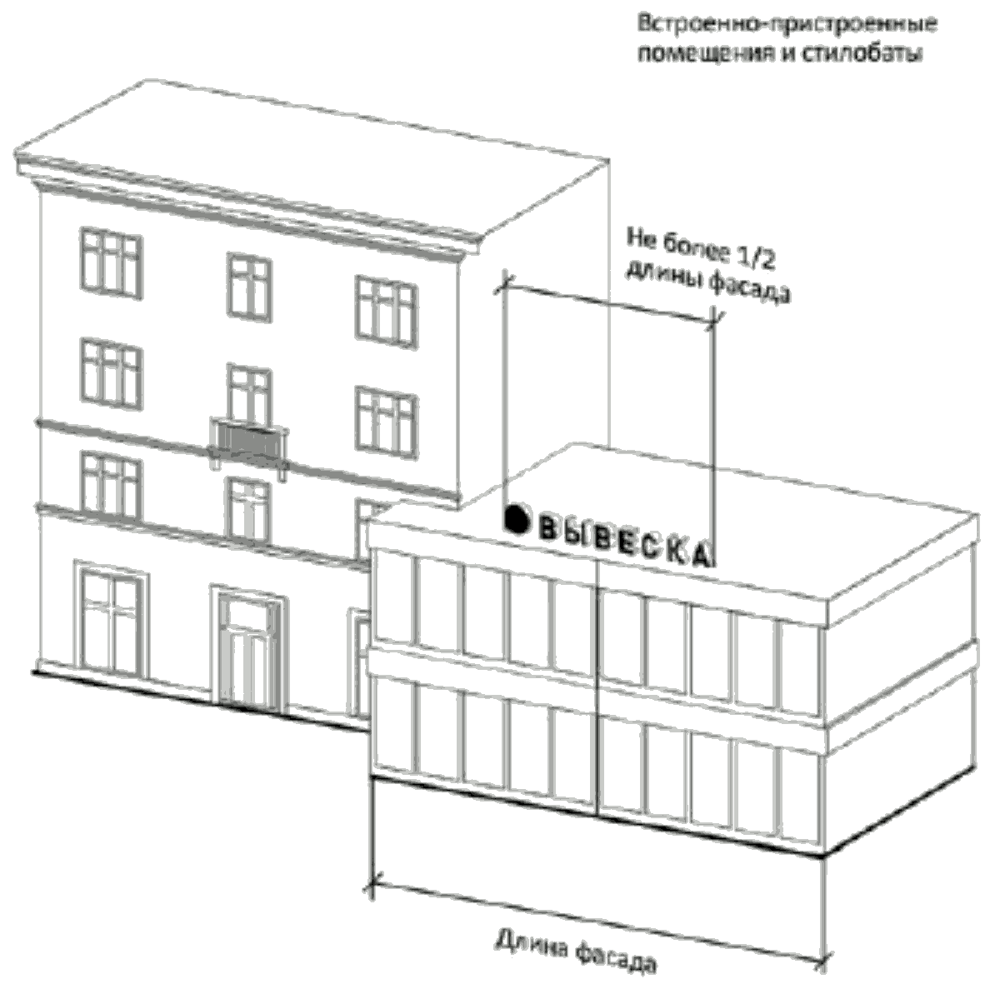 Встроенно-пристроенные
помещения и стилобаты
Не более 1/2
длины фасада
ВЫВЕСКА
Длина фасада